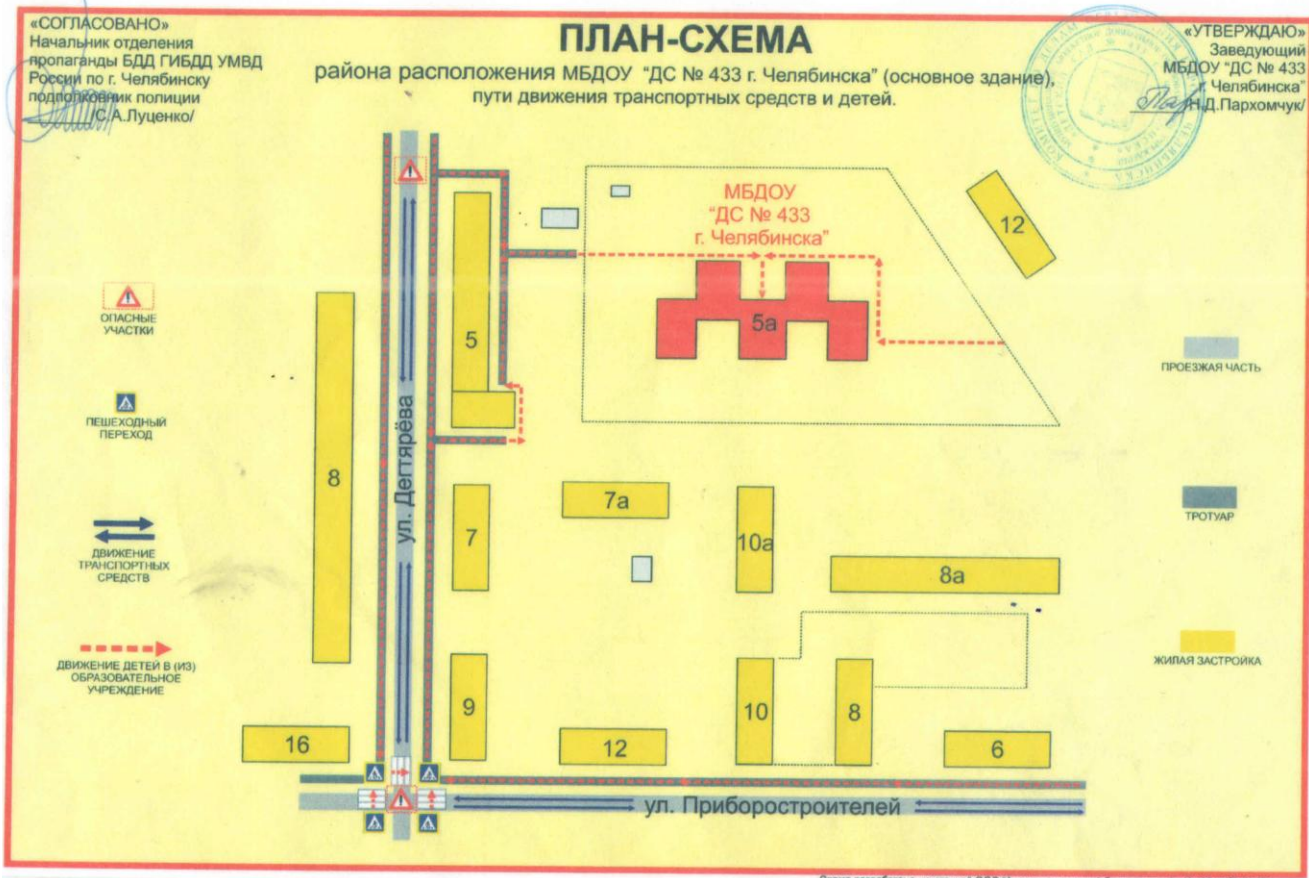 «СОГЛАСОВАНО»
Начальник отделения
пропаганды БДД ГИБДД УМВД
России по г. Челябинску
подполковник полиции
/С.А.Луценко/
ПЛАН-СХЕМА
района расположения МБДОУ "ДС № 433 г. Челябинска" (основное здание),
пути движения транспортных средств и детей.
«УТВЕРЖДАЮ»
Заведующий
МБДОУ "ДС № 433
г. Челябинска"
/Н.Д.Пархомчук/
МБДОУ
"ДС № 433
г. Челябинска"
12
5
5а
ОПАСНЫЕ
УЧАСТКИ
ПЕШЕХОДНЫЙ
ПЕРЕХОД
ДВИЖЕНИЕ
ТРАНСПОРТНЫХ
СРЕДСТВ
ДВИЖЕНИЕ ДЕТЕЙ В (ИЗ)
ОБРАЗОВАТЕЛЬНОЕ
УЧРЕЖДЕНИЕ
ПРОЕЗЖАЯ ЧАСТЬ
ТРОТУАР
ЖИЛАЯ ЗАСТРОЙКА
ул. Дегтярёва
8
7
7а
10а
8а
9
10
8
16
12
6
ул. Приборостроителей